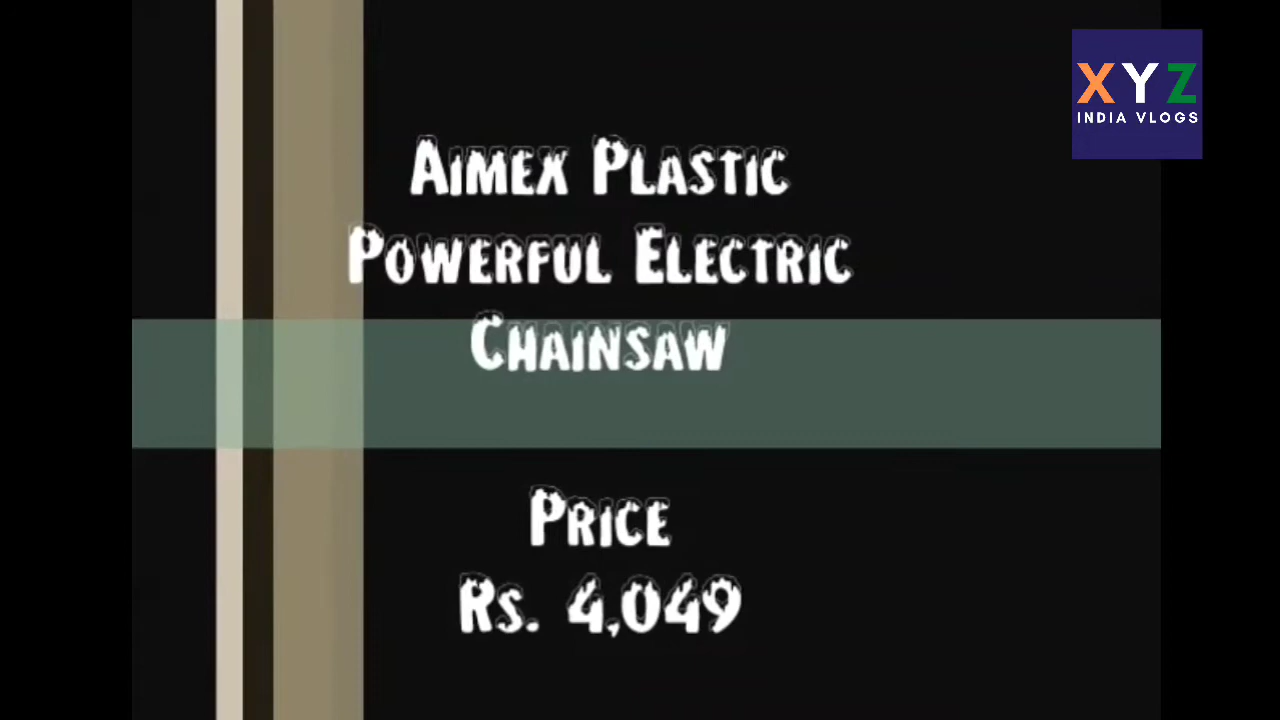 XYZ
INDIA VLOGS
Aimex Plastic
Powerful Electric
Chainsaw
Price
Rs. 4,049